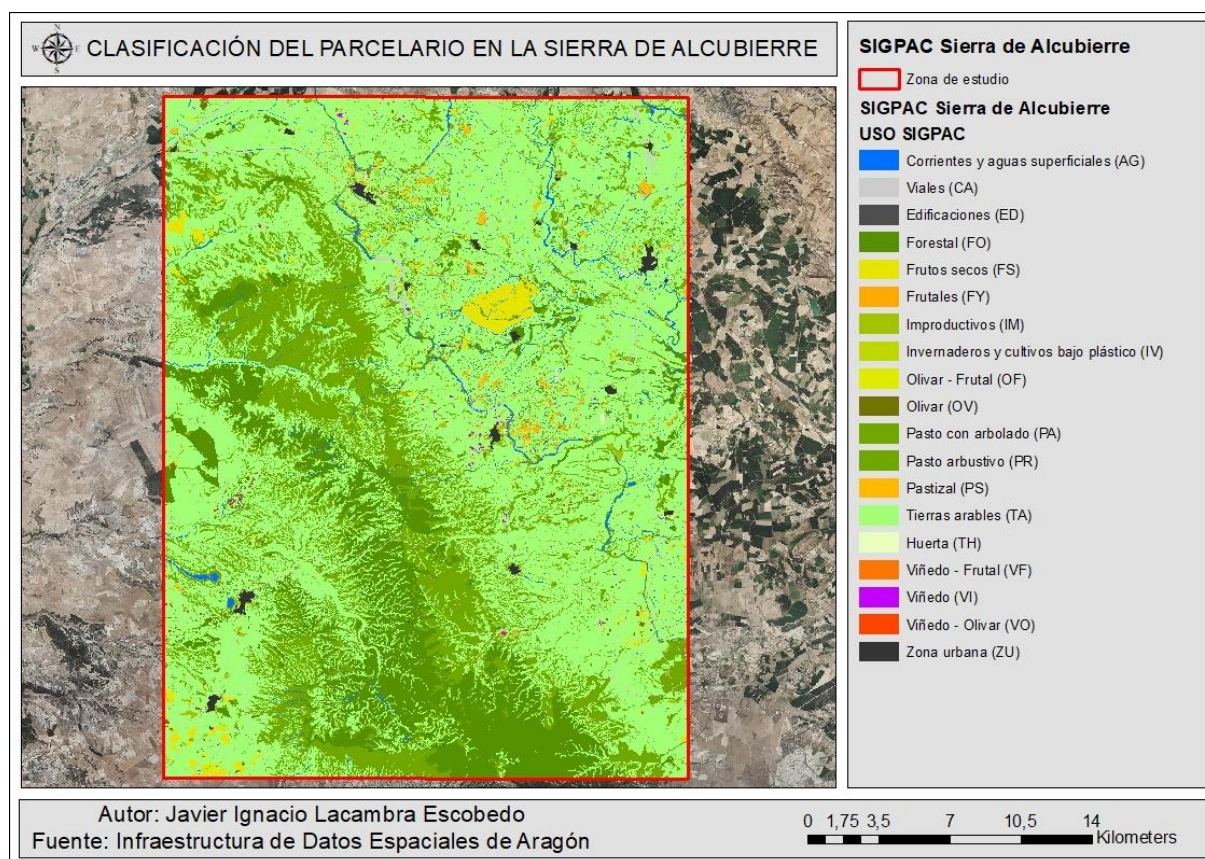 N
W E
S
CLASIFICACIÓN DEL PARCELARIO EN LA SIERRA DE ALCUBIERRE
SIGPAC Sierra de Alcubierre
Zona de estudio
SIGPAC Sierra de Alcubierre
USO SIGPAC
Corrientes y aguas superficiales (AG)
Viales (CA)
Edificaciones (ED)
Forestal (FO)
Frutos secos (FS)
Frutales (FY)
Improductivos (IM)
Invernaderos y cultivos bajo plástico (IV)
Olivar - Frutal (OF)
Olivar (OV)
Pasto con arbolado (PA)
Pasto arbustivo (PR)
Pastizal (PS)
Tierras arables (TA)
Huerta (TH)
Viñedo - Frutal (VF)
Viñedo (VI)
Viñedo - Olivar (VO)
Zona urbana (ZU)
Autor: Javier Ignacio Lacambra Escobedo
Fuente: Infraestructura de Datos Espaciales de Aragón
0 1,75 3,5 7 10,5 14
Kilometers